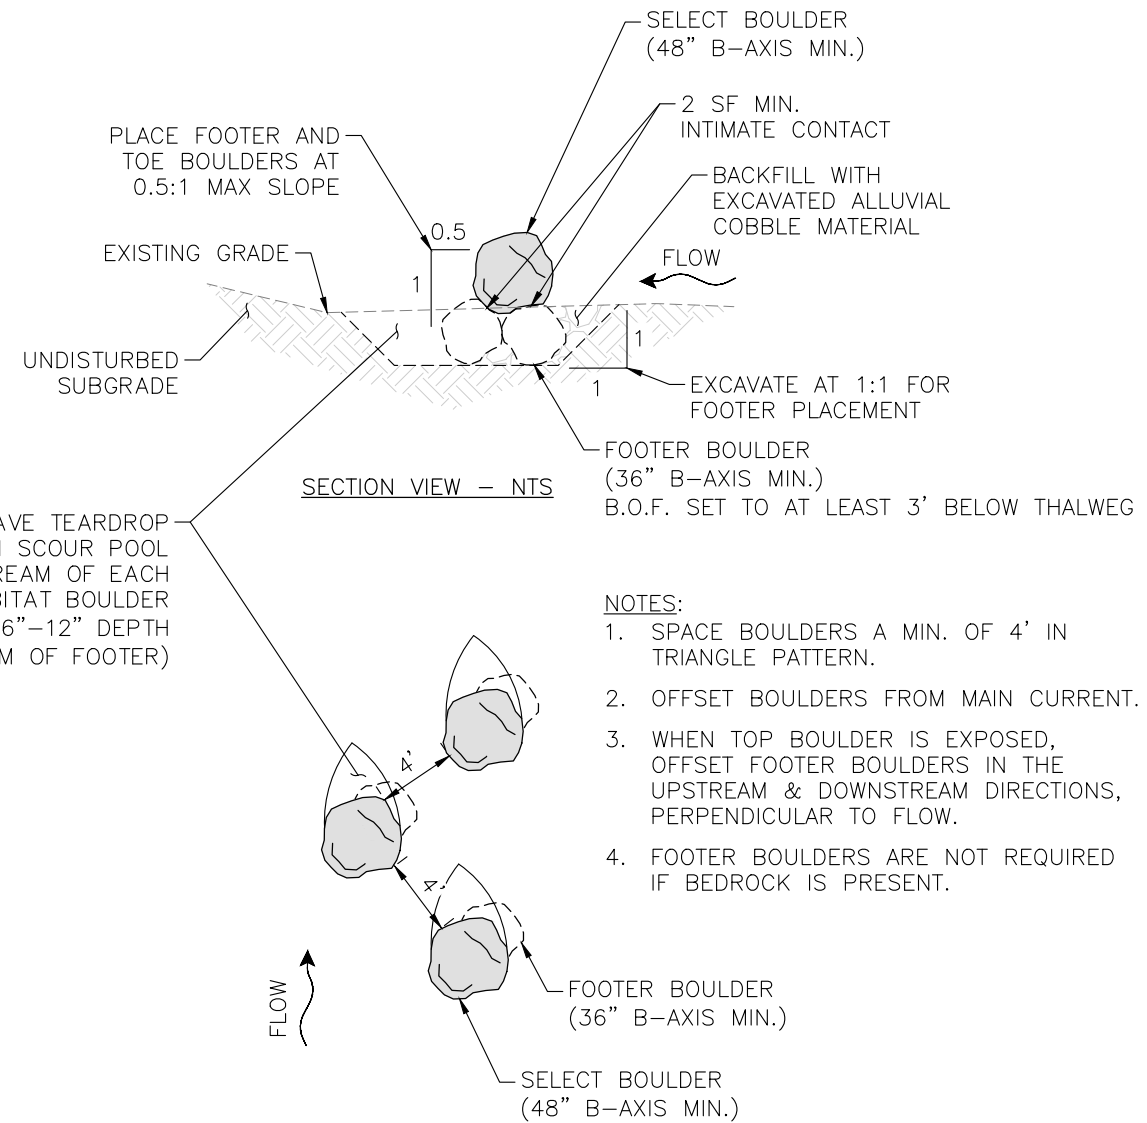 SELECT BOULDER
(48" B-AXIS MIN.)
2 SF MIN.
INTIMATE CONTACT
PLACE FOOTER AND
TOE BOULDERS AT
0.5:1 MAX SLOPE
BACKFILL WITH
EXCAVATED ALLUVIAL
COBBLE MATERIAL
0.5
1
EXISTING GRADE
FLOW
UNDISTURBED
SUBGRADE
1
1
EXCAVATE AT 1:1 FOR
FOOTER PLACEMENT
FOOTER BOULDER
(36" B-AXIS MIN.)
B.O.F. SET TO AT LEAST 3' BELOW THALWEG
SECTION VIEW - NTS
TEARDROP
SCOUR POOL
OF EACH
BOULDER
6"-12" DEPTH
OF FOOTER)
NOTES:
1. SPACE BOULDERS A MIN. OF 4' IN
TRIANGLE PATTERN.
2. OFFSET BOULDERS FROM MAIN CURRENT.
3. WHEN TOP BOULDER IS EXPOSED,
OFFSET FOOTER BOULDERS IN THE
UPSTREAM & DOWNSTREAM DIRECTIONS,
PERPENDICULAR TO FLOW.
4. FOOTER BOULDERS ARE NOT REQUIRED
IF BEDROCK IS PRESENT.
4'
4'
FLOW
FOOTER BOULDER
(36" B-AXIS MIN.)
SELECT BOULDER
(48" B-AXIS MIN.)